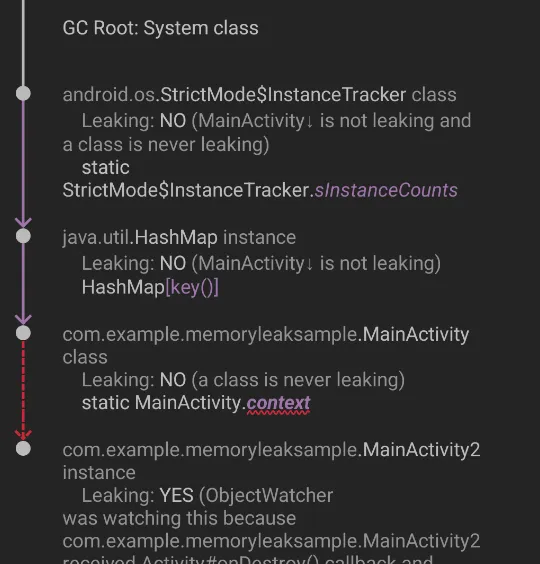 GC Root: System class
android.os.StrictMode$InstanceTracker class
Leaking: NO (MainActivity↓ is not leaking and
a class is never leaking)
static
StrictMode$InstanceTracker.sInstanceCounts
java.util.HashMap instance
Leaking: NO (MainActivity↓ is not leaking)
HashMap[key()]
com.example.memoryleaksample.MainActivity
class
Leaking: NO (a class is never leaking)
static MainActivity.context
com.example.memoryleaksample.MainActivity2
instance
Leaking: YES (ObjectWatcher
was watching this because
com.example.memoryleaksample.MainActivity2
received Activity#onDestroy() callback and